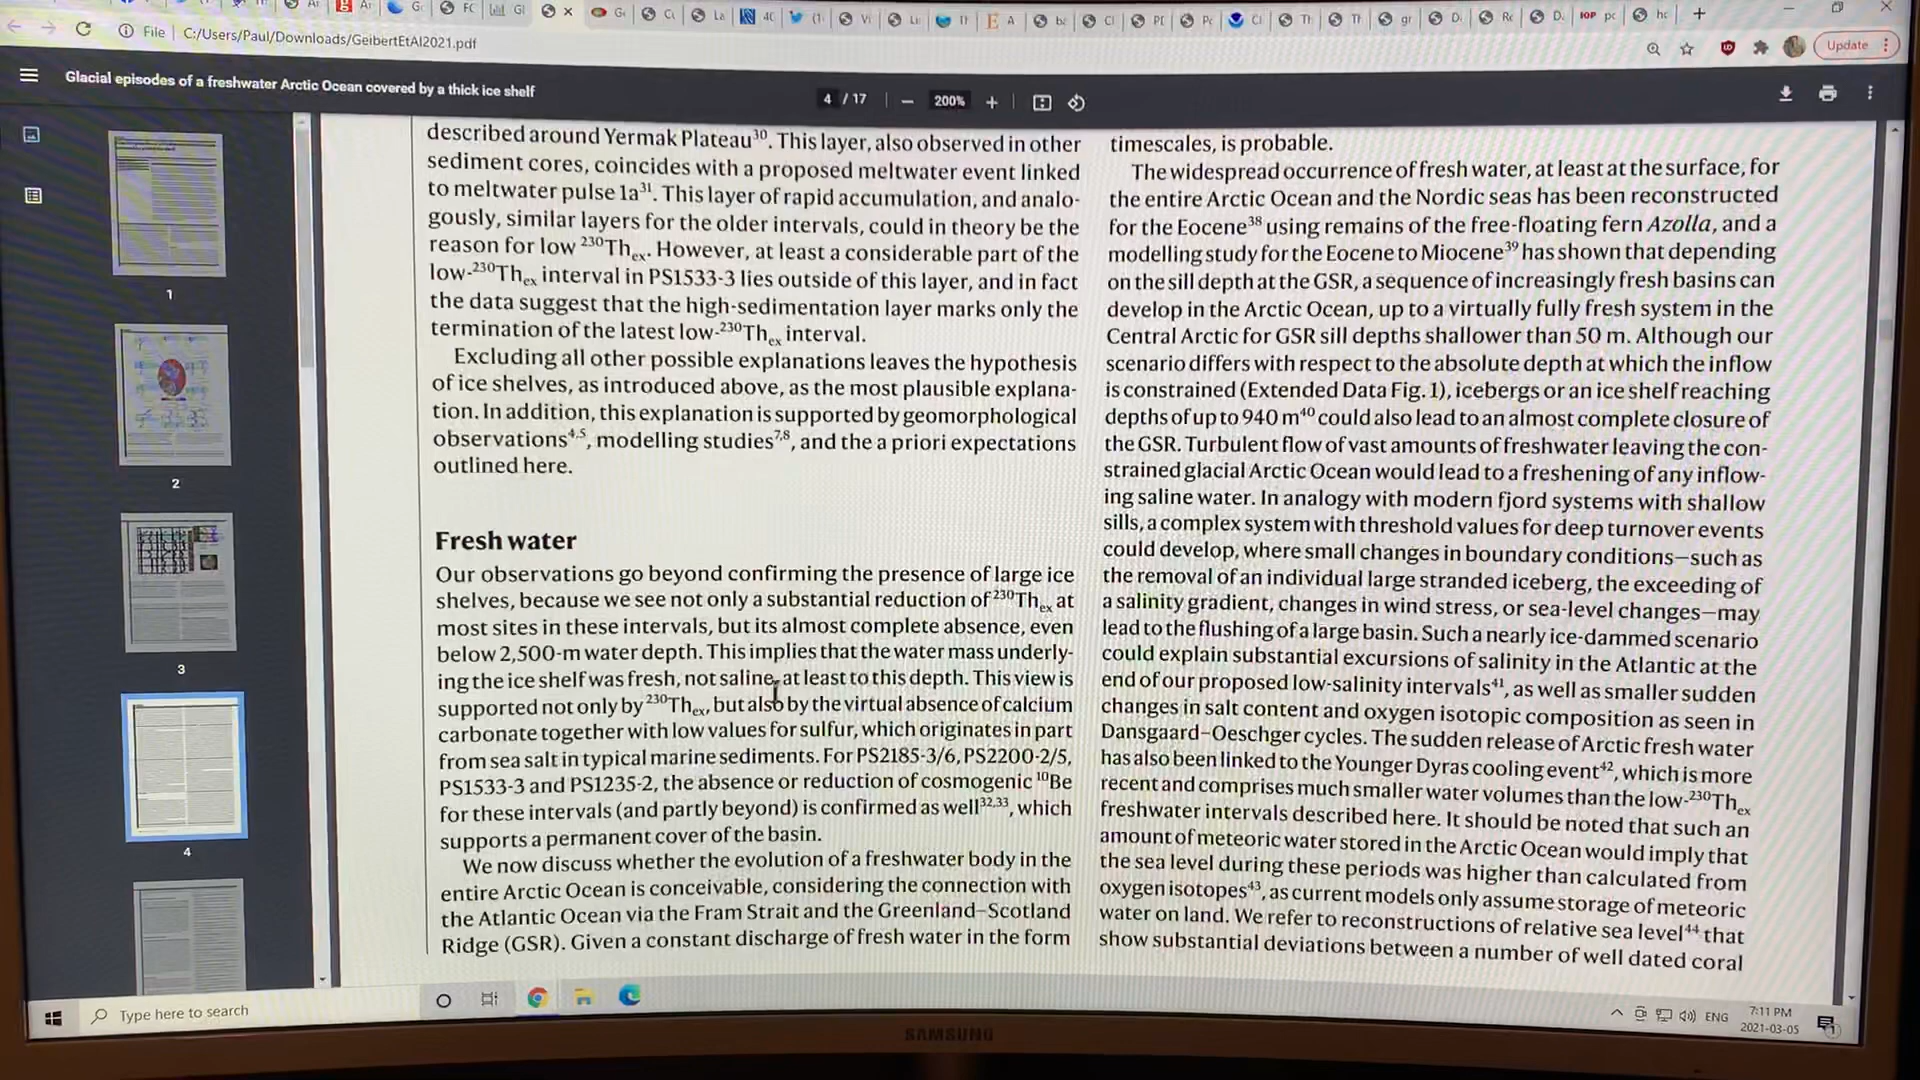 File
C:/Users/Paul/Downloads/GeibertEtAl2021.pdf
Update
Glacial episodes of a freshwater Arctic Ocean covered by a thick ice shelf
4 / 17
200%
1
2
3
4
described around Yermak Plateau³⁰. This layer, also observed in other
sediment cores, coincides with a proposed meltwater event linked
to meltwater pulse 1a³¹. This layer of rapid accumulation, and analo-
gously, similar layers for the older intervals, could in theory be the
reason for low ²³⁰Thₑₓ. However, at least a considerable part of the
low-²³⁰Thₑₓ interval in PS1533-3 lies outside of this layer, and in fact
the data suggest that the high-sedimentation layer marks only the
termination of the latest low-²³⁰Thₑₓ interval.
Excluding all other possible explanations leaves the hypothesis
of ice shelves, as introduced above, as the most plausible explana-
tion. In addition, this explanation is supported by geomorphological
observations⁴,⁵, modelling studies⁷,⁸, and the a priori expectations
outlined here.
Fresh water
Our observations go beyond confirming the presence of large ice
shelves, because we see not only a substantial reduction of ²³⁰Thₑₓ at
most sites in these intervals, but its almost complete absence, even
below 2,500-m water depth. This implies that the water mass underly-
ing the ice shelf was fresh, not saline, at least to this depth. This view is
supported not only by ²³⁰Thₑₓ, but also by the virtual absence of calcium
carbonate together with low values for sulfur, which originates in part
from sea salt in typical marine sediments. For PS2185-3/6, PS2200-2/5,
PS1533-3 and PS1235-2, the absence or reduction of cosmogenic ¹⁰Be
for these intervals (and partly beyond) is confirmed as well³²,³³, which
supports a permanent cover of the basin.
We now discuss whether the evolution of a freshwater body in the
entire Arctic Ocean is conceivable, considering the connection with
the Atlantic Ocean via the Fram Strait and the Greenland–Scotland
Ridge (GSR). Given a constant discharge of fresh water in the form
timescales, is probable.
The widespread occurrence of fresh water, at least at the surface, for
the entire Arctic Ocean and the Nordic seas has been reconstructed
for the Eocene³⁸ using remains of the free-floating fern Azolla, and a
modelling study for the Eocene to Miocene³⁹ has shown that depending
on the sill depth at the GSR, a sequence of increasingly fresh basins can
develop in the Arctic Ocean, up to a virtually fully fresh system in the
Central Arctic for GSR sill depths shallower than 50 m. Although our
scenario differs with respect to the absolute depth at which the inflow
is constrained (Extended Data Fig. 1), icebergs or an ice shelf reaching
depths of up to 940 m⁴⁰ could also lead to an almost complete closure of
the GSR. Turbulent flow of vast amounts of freshwater leaving the con-
strained glacial Arctic Ocean would lead to a freshening of any inflow-
ing saline water. In analogy with modern fjord systems with shallow
sills, a complex system with threshold values for deep turnover events
could develop, where small changes in boundary conditions—such as
the removal of an individual large stranded iceberg, the exceeding of
a salinity gradient, changes in wind stress, or sea-level changes—may
lead to the flushing of a large basin. Such a nearly ice-dammed scenario
could explain substantial excursions of salinity in the Atlantic at the
end of our proposed low-salinity intervals⁴¹, as well as smaller sudden
changes in salt content and oxygen isotopic composition as seen in
Dansgaard–Oeschger cycles. The sudden release of Arctic fresh water
has also been linked to the Younger Dyras cooling event⁴², which is more
recent and comprises much smaller water volumes than the low-²³⁰Thₑₓ
freshwater intervals described here. It should be noted that such an
amount of meteoric water stored in the Arctic Ocean would imply that
the sea level during these periods was higher than calculated from
oxygen isotopes⁴³, as current models only assume storage of meteoric
water on land. We refer to reconstructions of relative sea level⁴⁴ that
show substantial deviations between a number of well dated coral
Type here to search
ENG
7:11 PM
2021-03-05
SAMSUNG